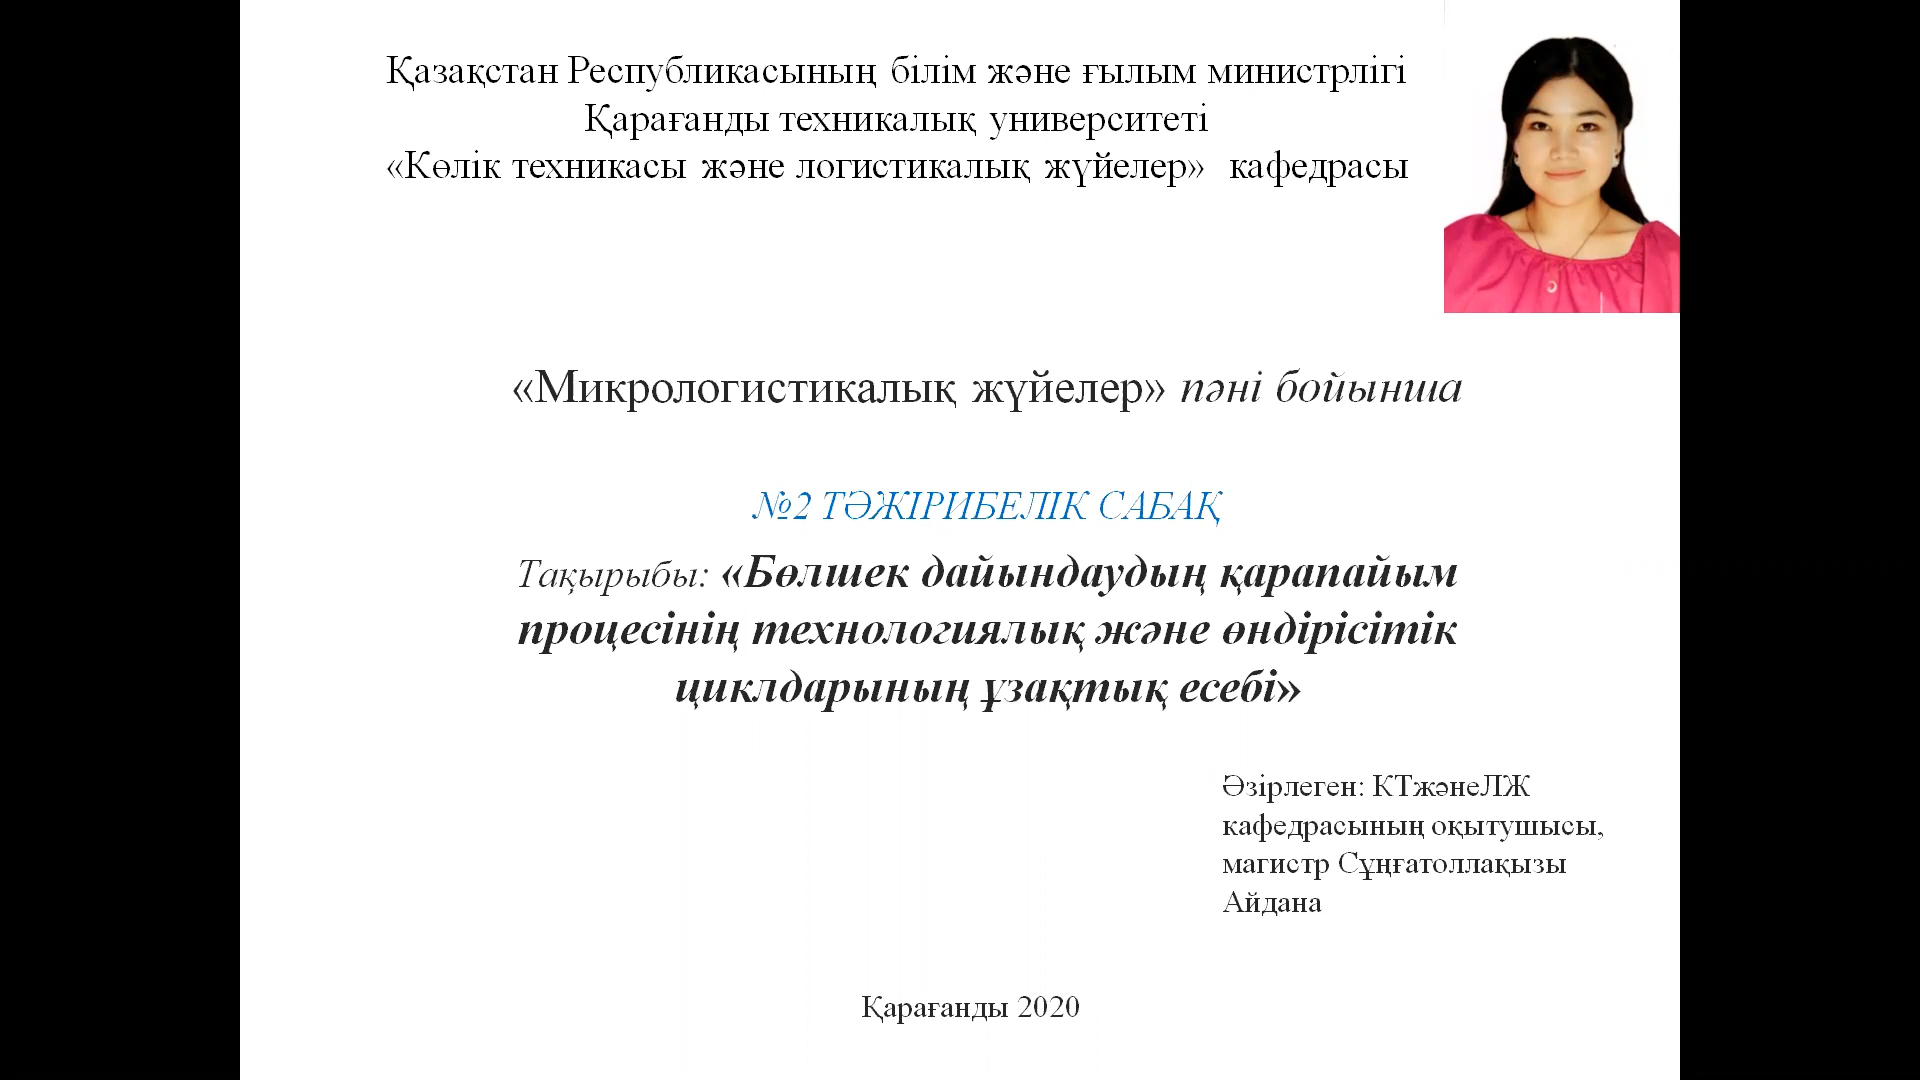 Қазақстан Республикасының білім және ғылым министрлігі
Қарағанды техникалық университеті
«Көлік техникасы және логистикалық жүйелер» кафедрасы
«Микрологистикалық жүйелер» пәні бойынша
№2 ТӘЖІРИБЕЛІК САБАҚ
Тақырыбы: «Бөлшек дайындаудың қарапайым
процесінің технологиялық және өндірісітік
циклдарының ұзақтық есебі»
Әзірлеген: КТжәнеЛЖ
кафедрасының оқытушысы,
магистр Сұңғатоллақызы
Айдана
Қарағанды 2020